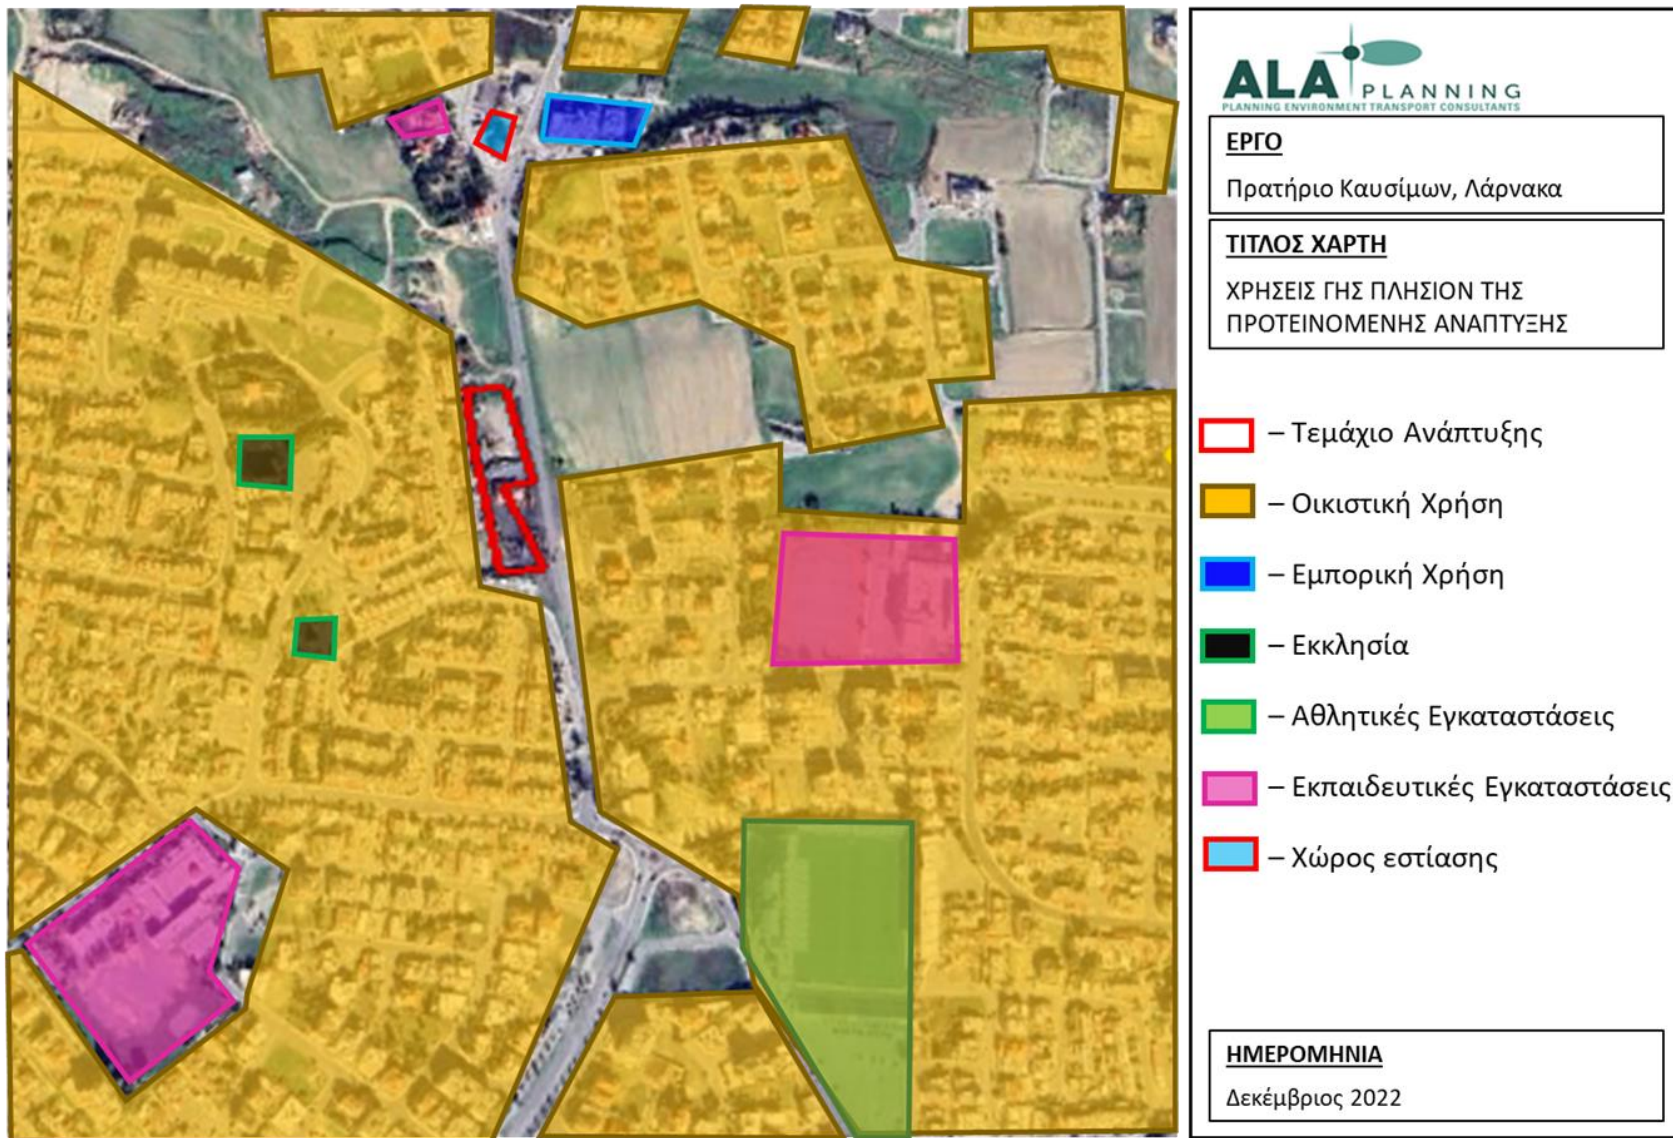 ALA PLANNING
PLANNING ENVIRONMENT TRANSPORT CONSULTANTS
ΕΡΓΟ
Πρατήριο Καυσίμων, Λάρνακα
ΤΙΤΛΟΣ ΧΑΡΤΗ
ΧΡΗΣΕΙΣ ΓΗΣ ΠΛΗΣΙΟΝ ΤΗΣ
ΠΡΟΤΕΙΝΟΜΕΝΗΣ ΑΝΑΠΤΥΞΗΣ
– Τεμάχιο Ανάπτυξης
– Οικιστική Χρήση
– Εμπορική Χρήση
– Εκκλησία
– Αθλητικές Εγκαταστάσεις
– Εκπαιδευτικές Εγκαταστάσεις
– Χώρος εστίασης
ΗΜΕΡΟΜΗΝΙΑ
Δεκέμβριος 2022